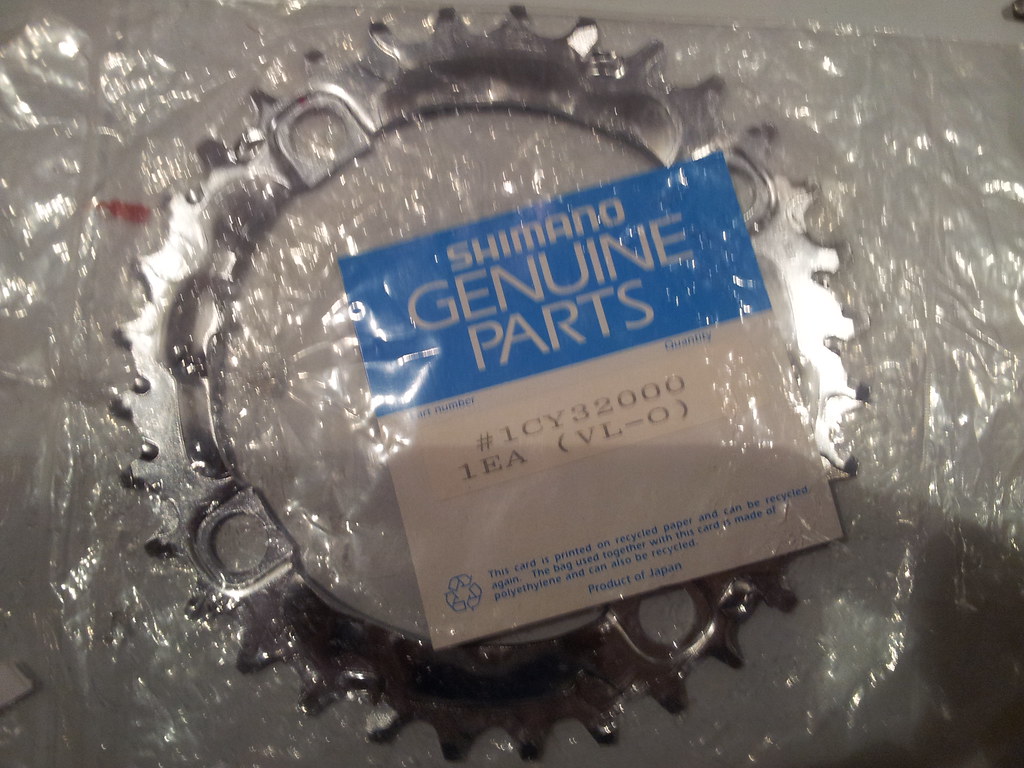 SHIMANO
GENUINE
PARTS
Part number
Quantity
#1CY32000
1EA (VL-O)
This card is printed on recycled paper and can be recycled
again. The bag used together with this card is made of
polyethylene and can also be recycled.
Product of Japan